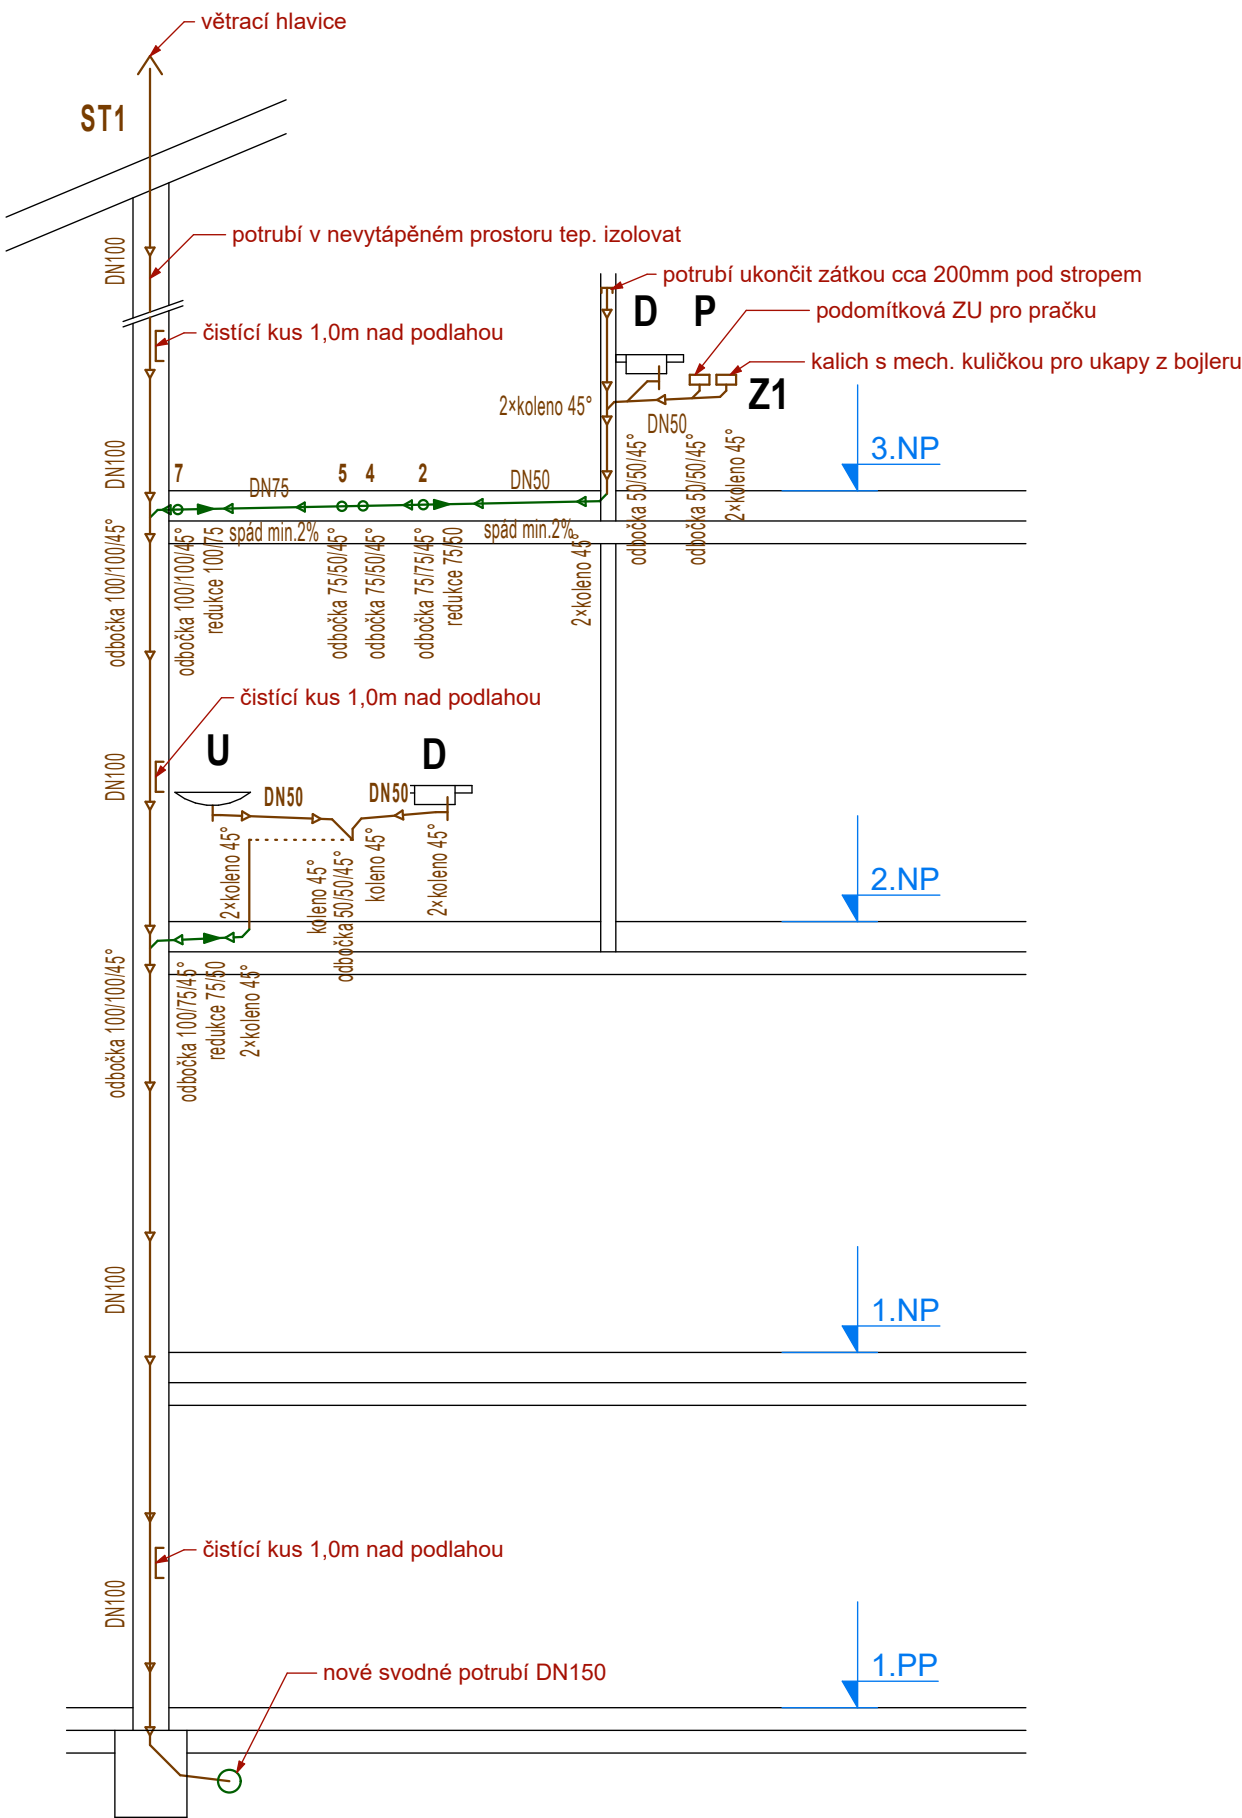 větrací hlavice
ST1
potrubí v nevytápěném prostoru tep. izolovat
DN100
potrubí ukončit zátkou cca 200mm pod stropem
D
P
podomítková ZU pro pračku
čistící kus 1,0m nad podlahou
kalich s mech. kuličkou pro ukapy z bojleru
Z1
2×koleno 45°
DN50
3.NP
DN100
7
DN75
5
4
2
DN50
odbočka 50/50/45°
odbočka 50/50/45°
2×koleno 45°
spád min.2%
spád min.2%
odbočka 100/100/45°
odbočka 100/100/45°
redukce 100/75
odbočka 75/50/45°
odbočka 75/50/45°
odbočka 75/75/45°
redukce 75/50
2×koleno 45°
čistící kus 1,0m nad podlahou
U
D
DN100
DN50
DN50
2×koleno 45°
koleno 45°
odbočka 50/50/45°
koleno 45°
2×koleno 45°
2.NP
odbočka 100/100/45°
odbočka 100/75/45°
redukce 75/50
2×koleno 45°
DN100
1.NP
čistící kus 1,0m nad podlahou
DN100
nové svodné potrubí DN150
1.PP